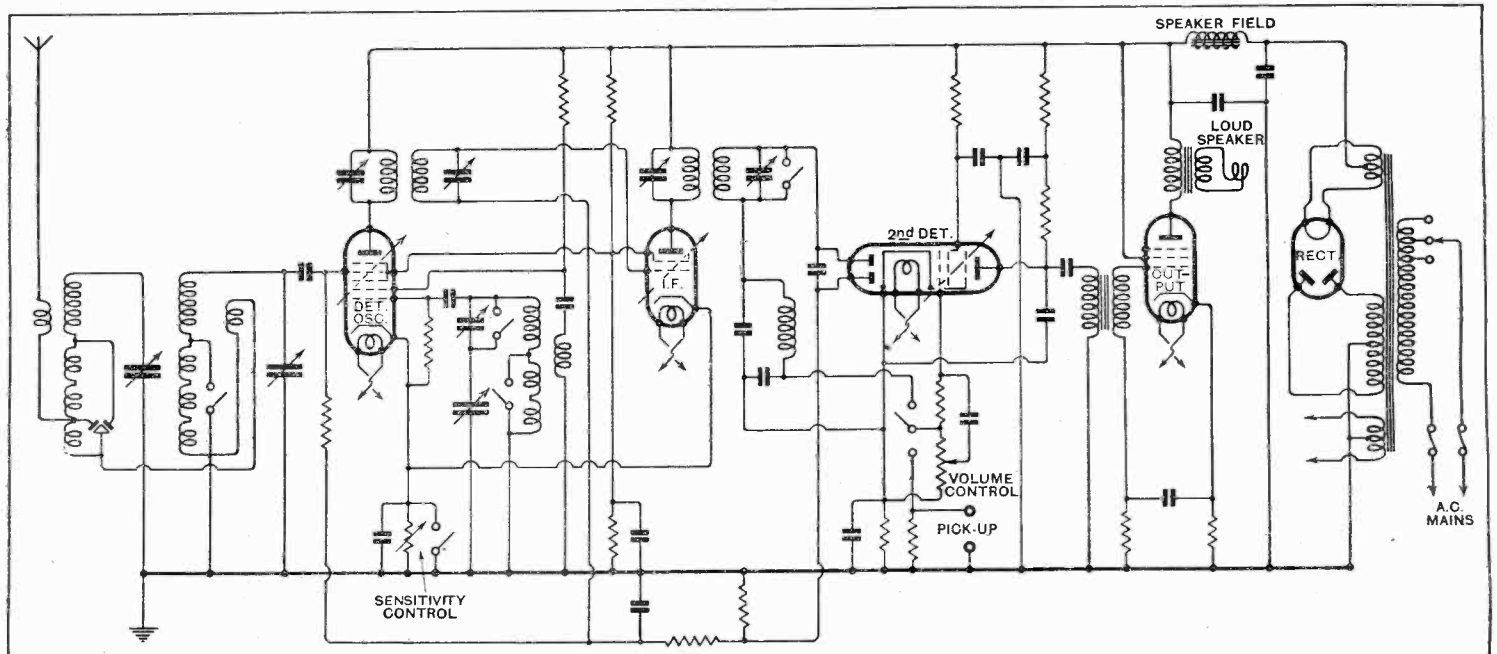 SPEAKER FIELD
LOUD
SPEAKER
2nd DET.
DET.
OSC.
I.F.
OUT
PUT
RECT.
VOLUME
CONTROL
PICK-UP
A.C.
MAINS
SENSITIVITY
CONTROL